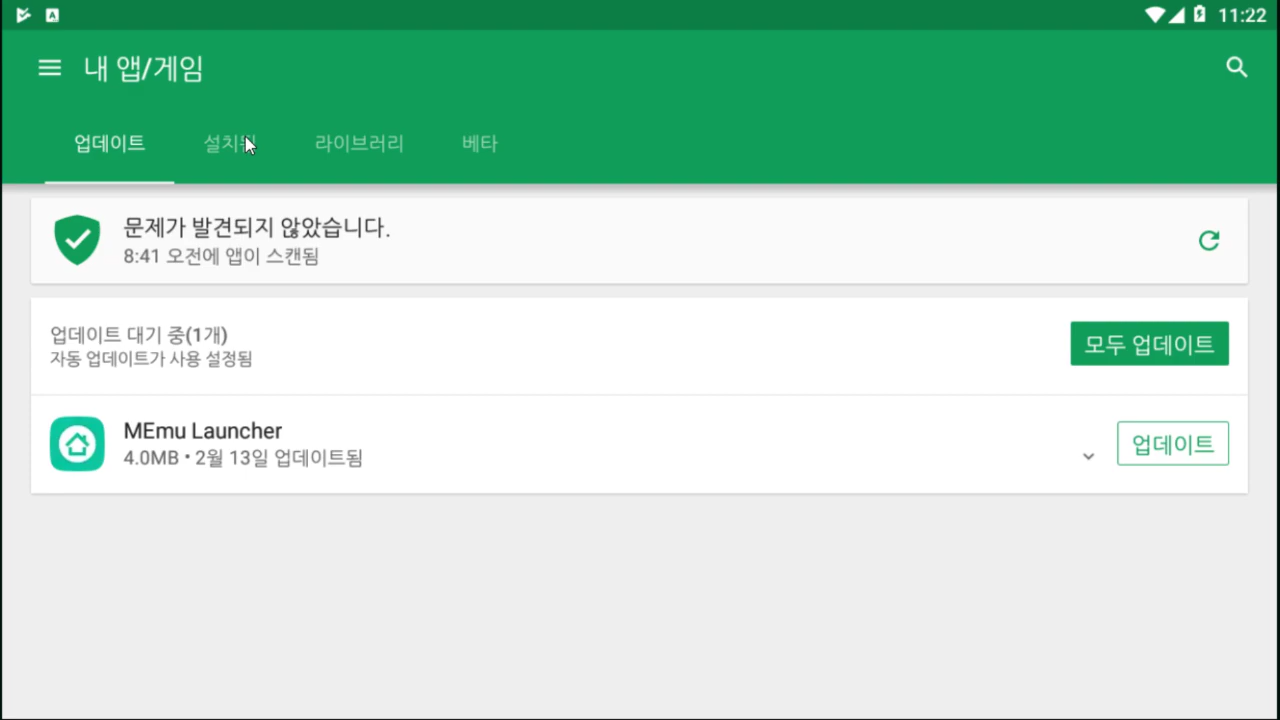 11:22
내 앱/게임
업데이트 설치됨 라이브러리 베타
문제가 발견되지 않았습니다.
8:41 오전에 앱이 스캔됨
업데이트 대기 중(1개)
자동 업데이트가 사용 설정됨
모두 업데이트
MEmu Launcher
4.0MB • 2월 13일 업데이트됨
업데이트